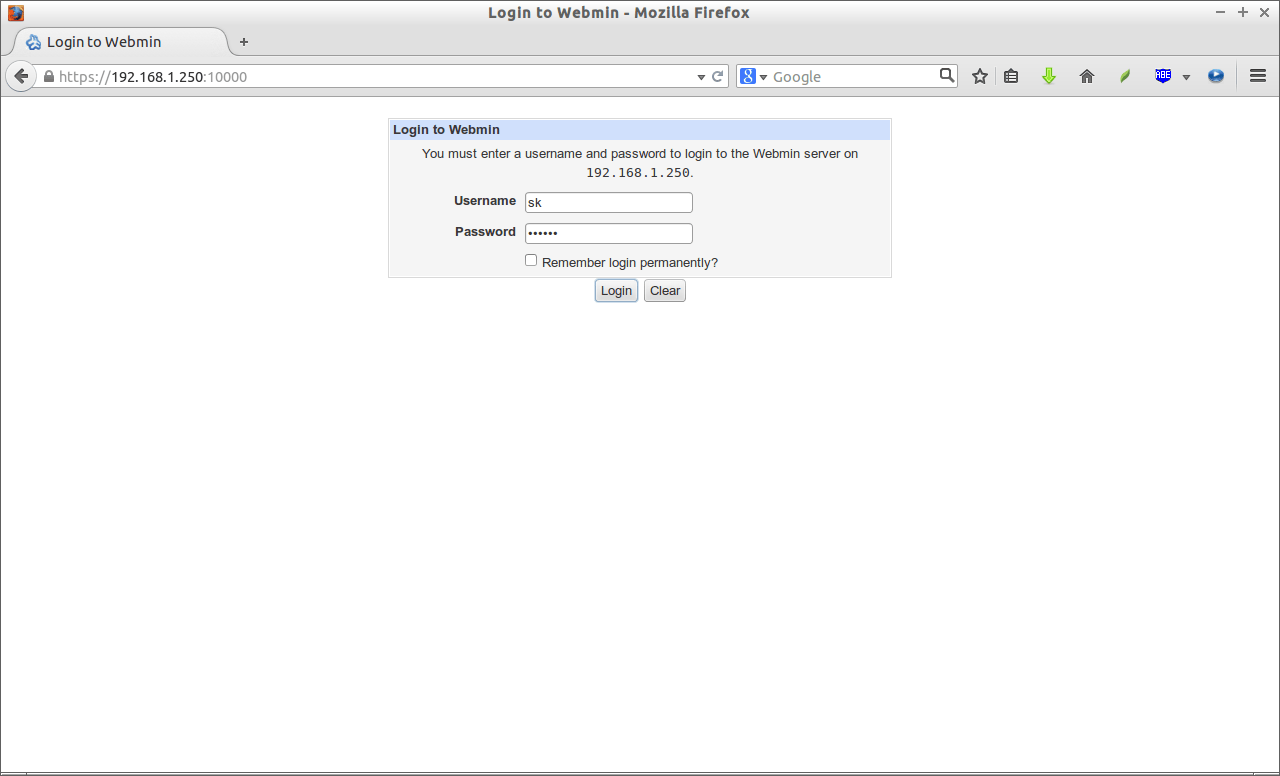 Login to Webmin - Mozilla Firefox
Login to Webmin
https://192.168.1.250:10000
Google
ABE
Login to Webmin
You must enter a username and password to login to the Webmin server on
192.168.1.250.
Username sk
Password ••••••
Remember login permanently?
Login Clear